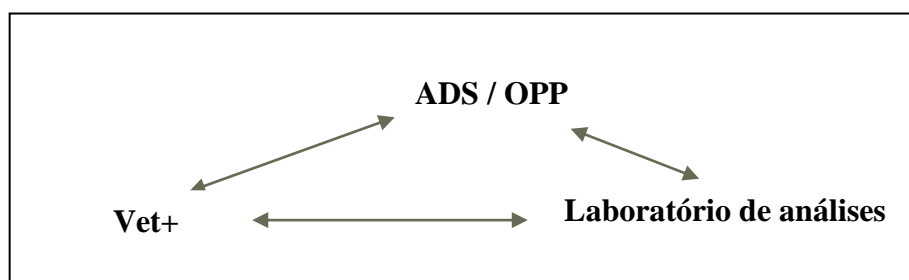 ADS / OPP
Vet+
Laboratório de análises